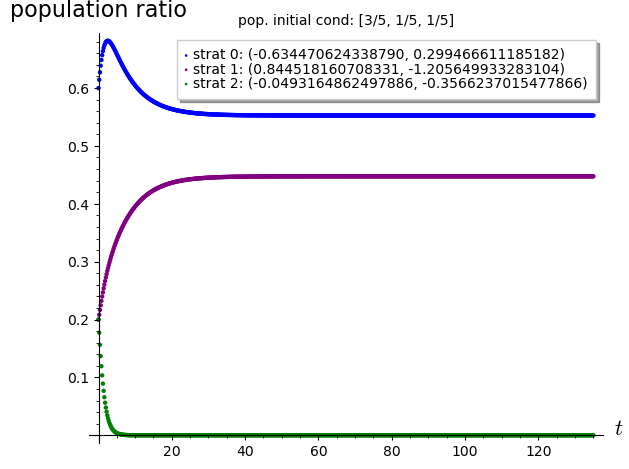 population ratio
pop. initial cond: [3/5, 1/5, 1/5]
strat 0: (-0.634470624338790, 0.299466611185182)
strat 1: (0.844518160708331, -1.205649933283104)
strat 2: (-0.0493164862497886, -0.3566237015477866)
0.6
0.5
0.4
0.3
0.2
0.1
t
20 40 60 80 100 120